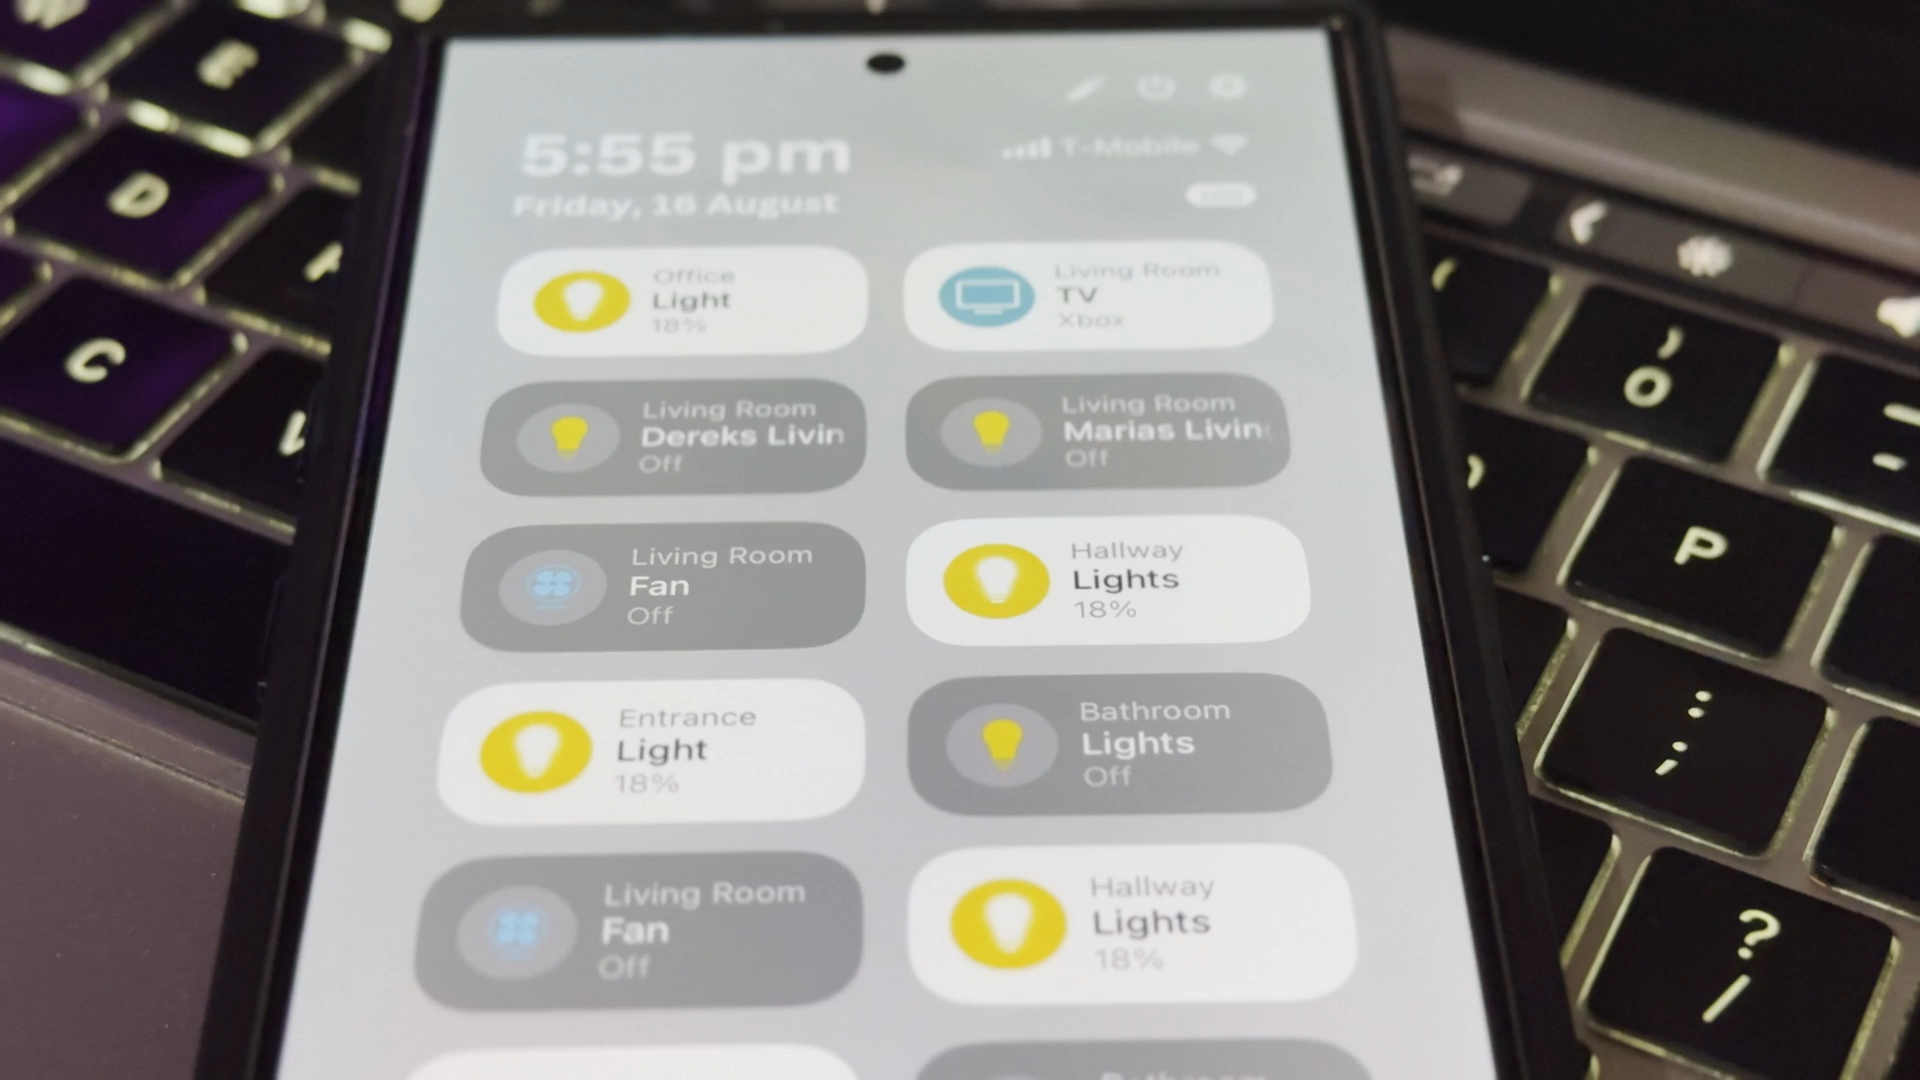 5:55 pm
T-Mobile
Friday, 16 August
Office
Light
18%
Living Room
TV
Xbox
Living Room
Dereks Livin
Off
Living Room
Marias Livin
Off
Living Room
Fan
Off
Hallway
Lights
18%
Entrance
Light
18%
Bathroom
Lights
Off
Living Room
Fan
Off
Hallway
Lights
18%
E
D
C
)
0
-
P
:
;
?
/